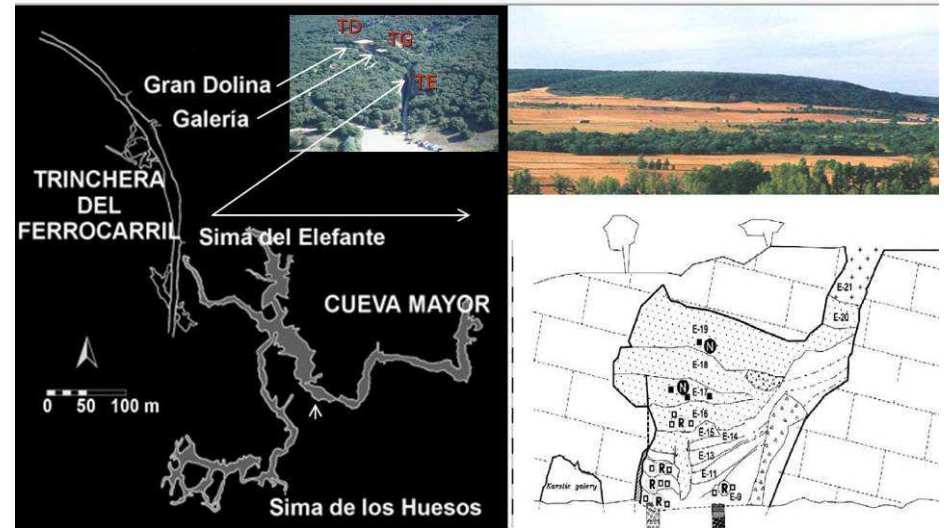 TD
TG
TE
Gran Dolina
Galería
TRINCHERA
DEL
FERROCARRIL
Sima del Elefante
CUEVA MAYOR
0 50 100 m
Sima de los Huesos
E-21
E-20
E-19
N
E-18
N
E-17
E-16
R
E-15
E-14
E-13
R
E-11
R
R
E-9
R
Karstic galery